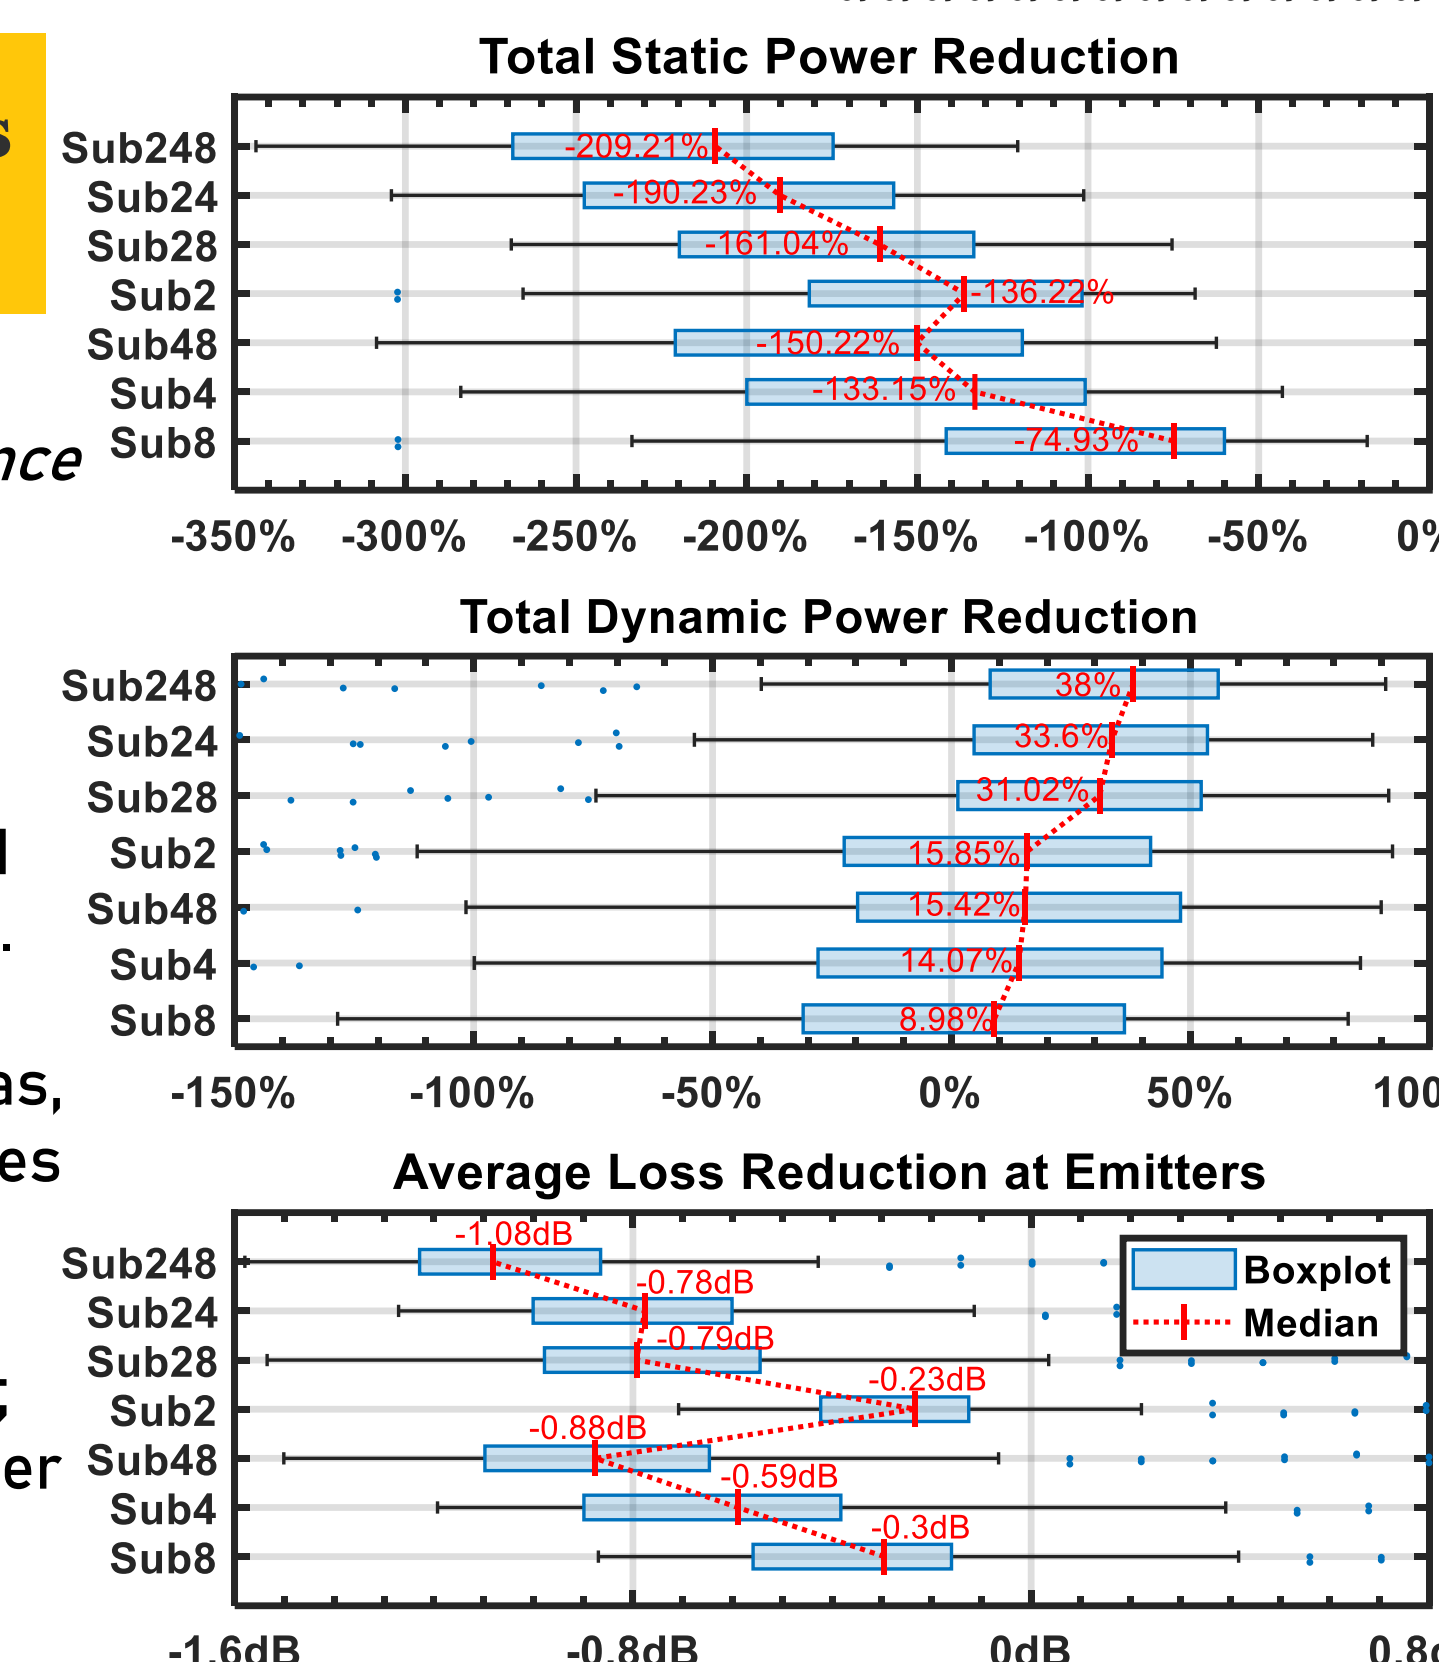 s
Total Static Power Reduction
Sub248 -209.21%
Sub24 -190.23%
Sub28 -161.04%
Sub2 -136.22%
Sub48 -150.22%
Sub4 -133.15%
nce Sub8 -74.93%
-350% -300% -250% -200% -150% -100% -50% 0%
Total Dynamic Power Reduction
Sub248 38%
Sub24 33.6%
Sub28 31.02%
Sub2 15.85%
Sub48 15.42%
Sub4 14.07%
Sub8 8.98%
-150% -100% -50% 0% 50% 100
as,
es
Average Loss Reduction at Emitters
Sub248 -1.08dB
Sub24 -0.78dB
Sub28 -0.79dB
Sub2 -0.23dB
Sub48 -0.88dB
Sub4 -0.59dB
Sub8 -0.3dB
Boxplot
Median
er
-1.6dB -0.8dB 0dB 0.8d